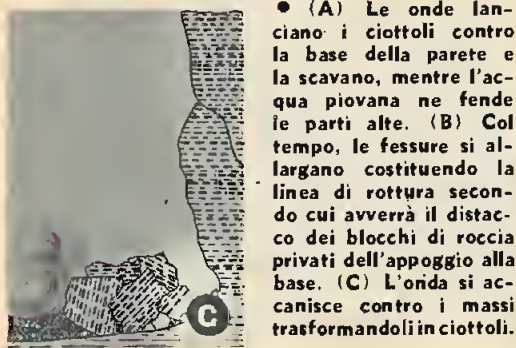 • (A) Le onde lan-
ciano i ciottoli contro
la base della parete e
la scavano, mentre l'ac-
qua piovana ne fende
le parti alte. (B) Col
tempo, le fessure si al-
largano costituendo la
linea di rottura secon-
do cui avverrà il distac-
co dei blocchi di roccia
privati dell'appoggio alla
base. (C) L'onda si ac-
canisce contro i massi
trasformandoli in ciottoli.
C